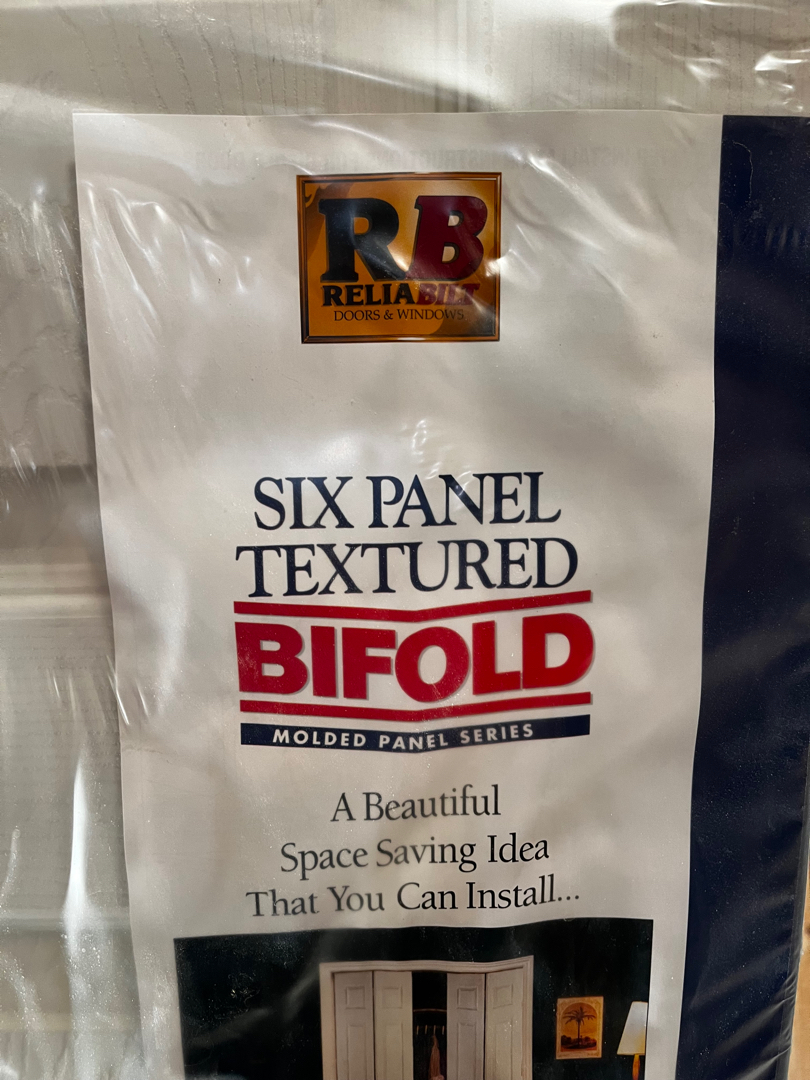 RB
RELIABILT
DOORS & WINDOWS
SIX PANEL
TEXTURED
BIFOLD
MOLDED PANEL SERIES
A Beautiful
Space Saving Idea
That You Can Install...